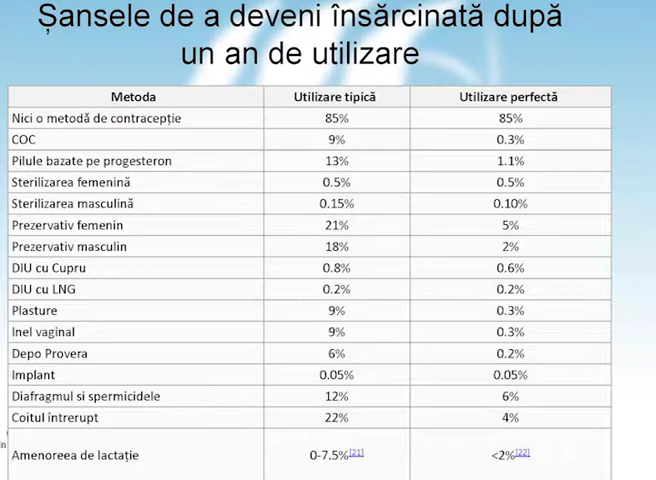 Șansele de a deveni însărcinată după
un an de utilizare
Metoda Utilizare tipică Utilizare perfectă
Nici o metodă de contracepție 85% 85%
COC 9% 0.3%
Pilule bazate pe progesteron 13% 1.1%
Sterilizarea femenină 0.5% 0.5%
Sterilizarea masculină 0.15% 0.10%
Prezervativ femenin 21% 5%
Prezervativ masculin 18% 2%
DIU cu Cupru 0.8% 0.6%
DIU cu LNG 0.2% 0.2%
Plasture 9% 0.3%
Inel vaginal 9% 0.3%
Depo Provera 6% 0.2%
Implant 0.05% 0.05%
Diafragmul si spermicidele 12% 6%
Coitul întrerupt 22% 4%
Amenoreea de lactație 0-7.5%[21] <2%[22]